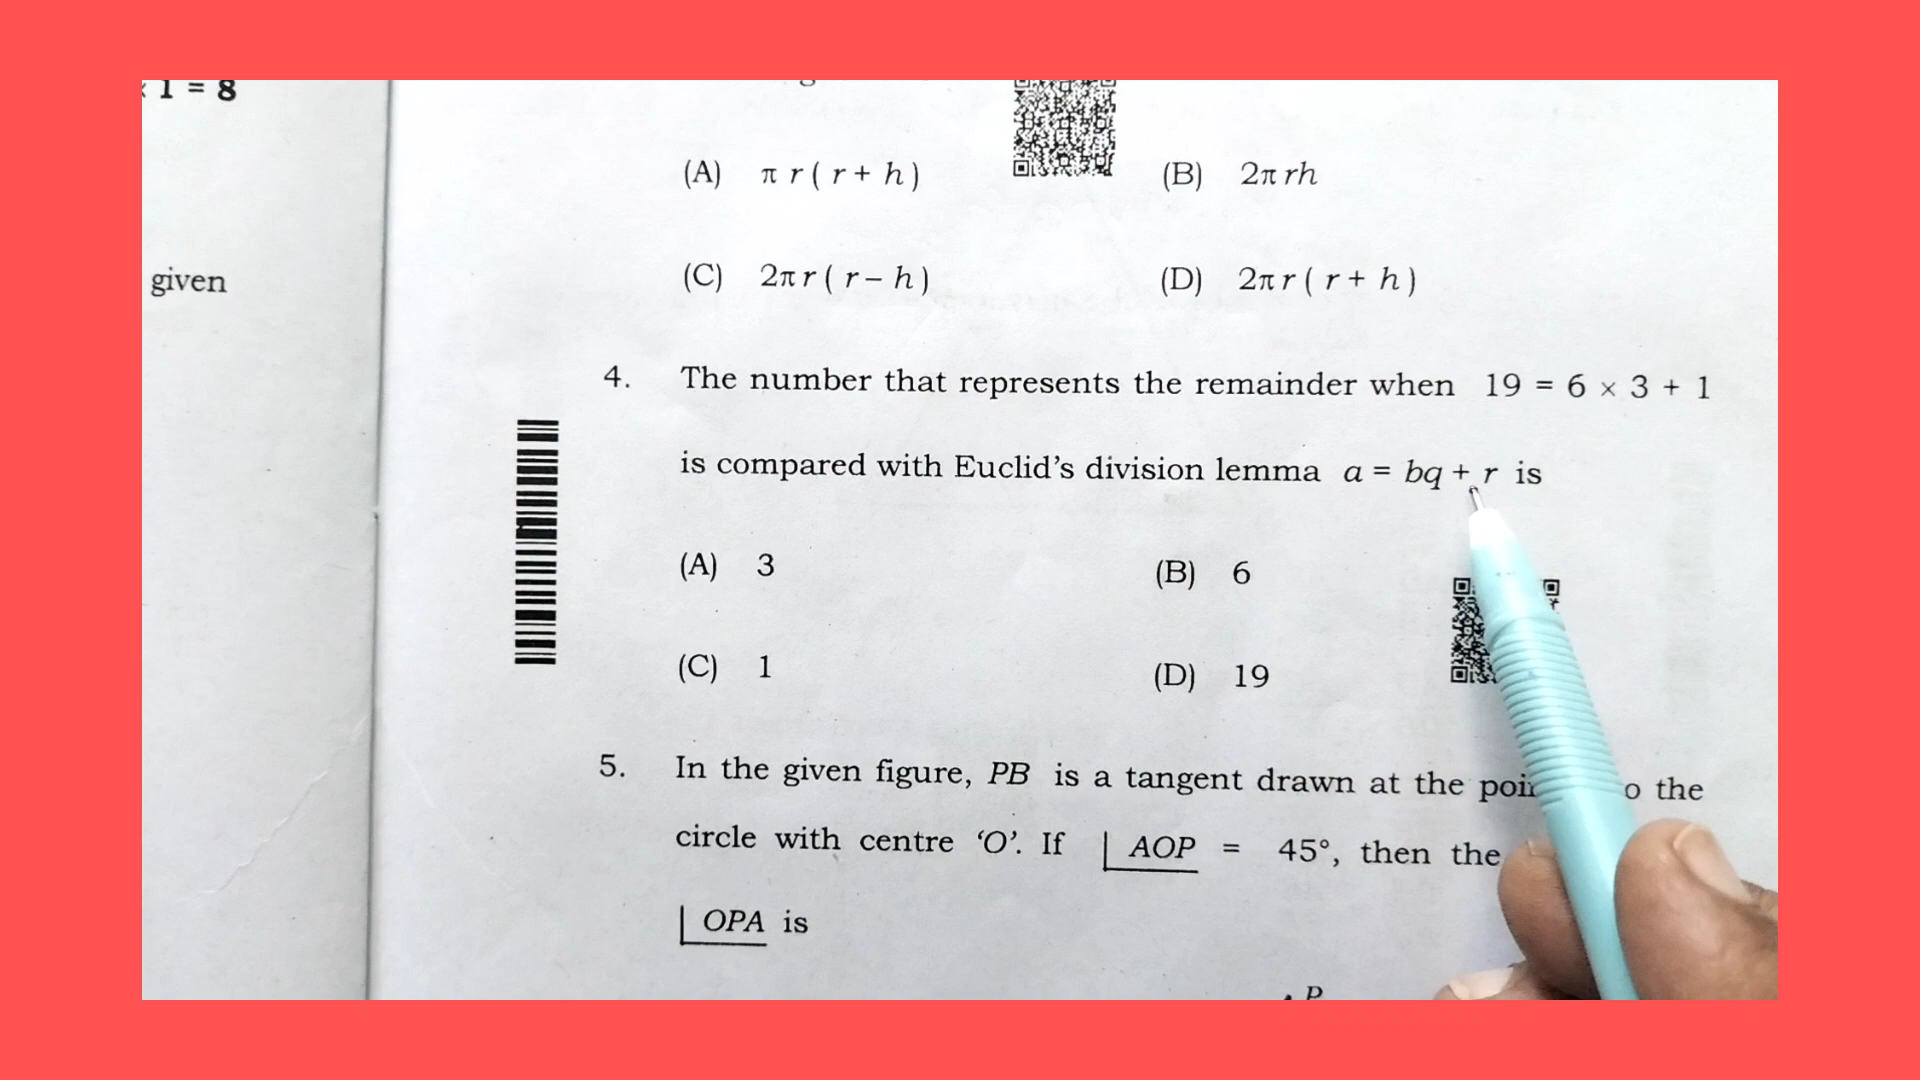 × 1 = 8
given
(A) π r ( r + h )
(B) 2π rh
(C) 2π r ( r – h )
(D) 2π r ( r + h )
4. The number that represents the remainder when 19 = 6 × 3 + 1
is compared with Euclid’s division lemma a = bq + r is
(A) 3
(B) 6
(C) 1
(D) 19
5. In the given figure, PB is a tangent drawn at the the
circle with centre ‘O’. If ∠AOP = 45°, then the
∠OPA is
P